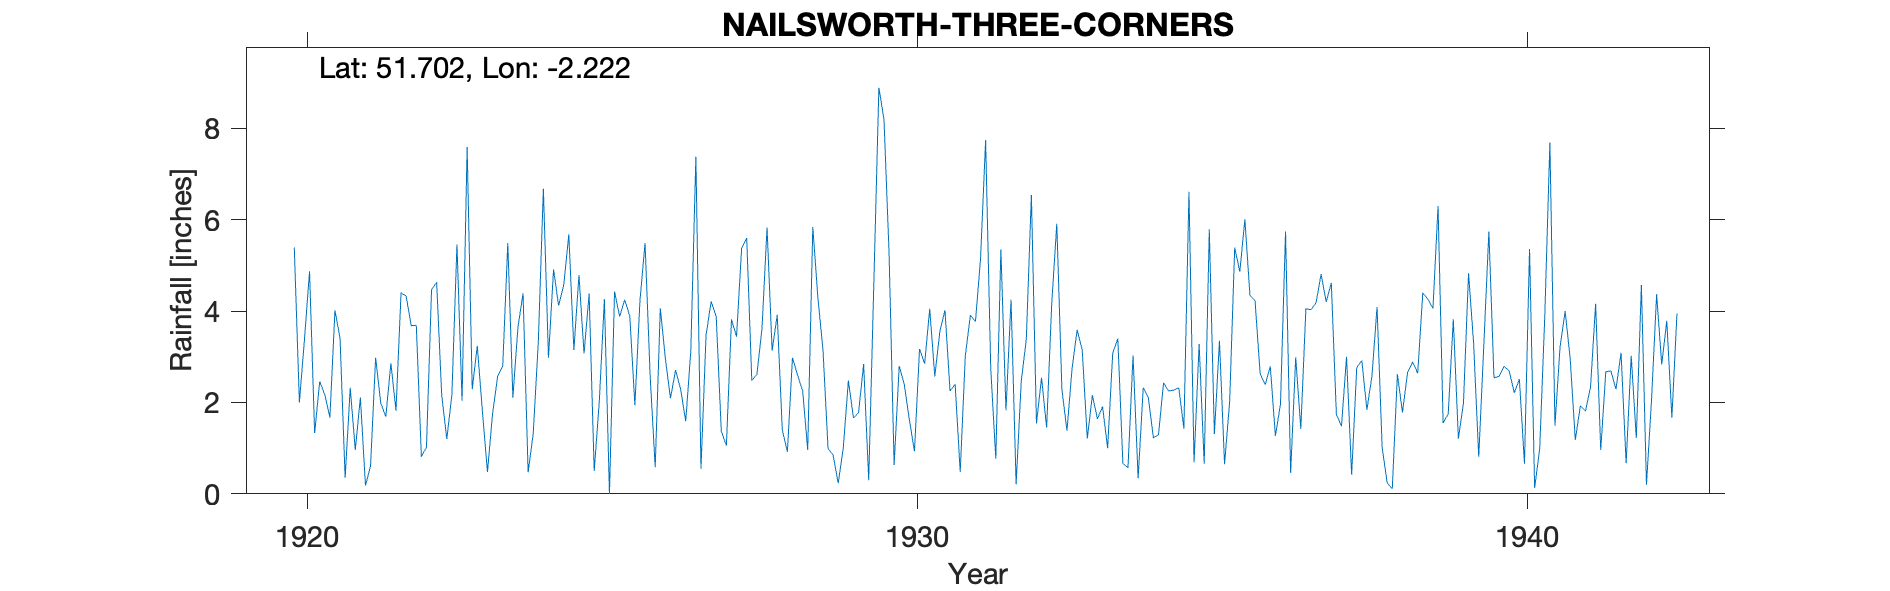 NAILSWORTH-THREE-CORNERS
Lat: 51.702, Lon: -2.222
8
6
4
2
0
Rainfall [inches]
1920 1930 1940
Year